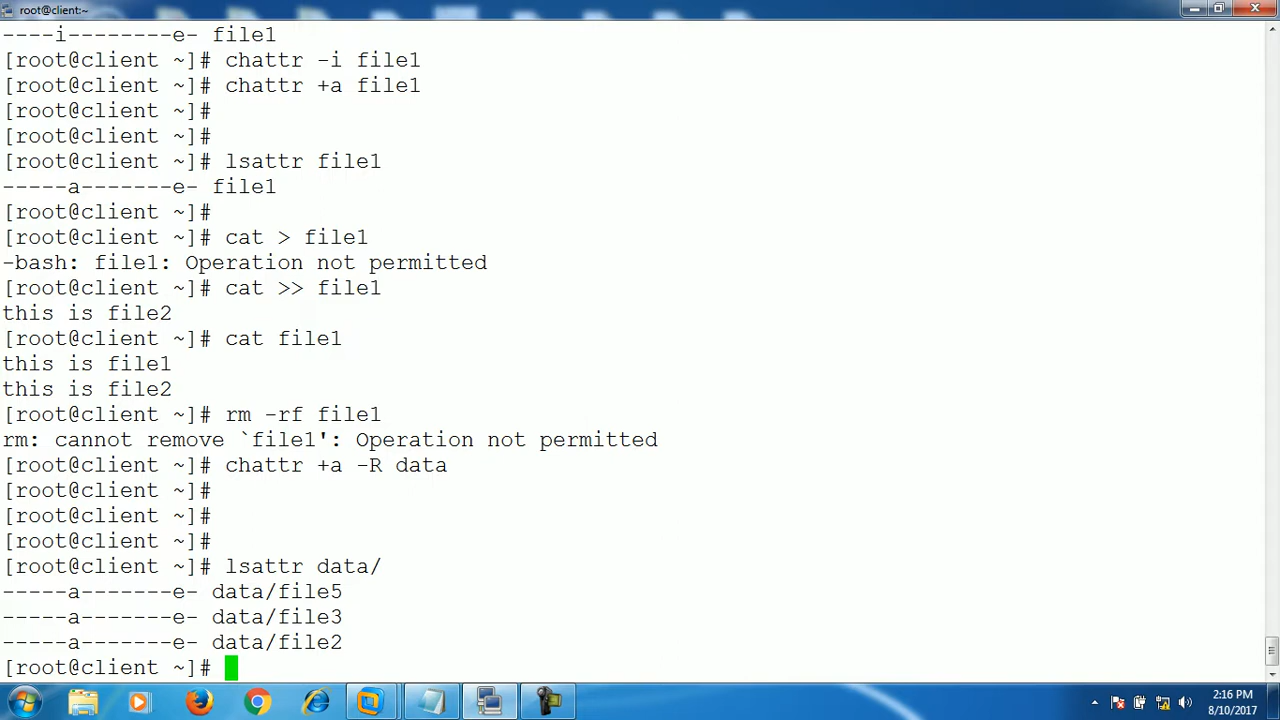 root@client:~
----i--------e- file1
[root@client ~]# chattr -i file1
[root@client ~]# chattr +a file1
[root@client ~]#
[root@client ~]#
[root@client ~]# lsattr file1
-----a-------e- file1
[root@client ~]#
[root@client ~]# cat > file1
-bash: file1: Operation not permitted
[root@client ~]# cat >> file1
this is file2
[root@client ~]# cat file1
this is file1
this is file2
[root@client ~]# rm -rf file1
rm: cannot remove `file1': Operation not permitted
[root@client ~]# chattr +a -R data
[root@client ~]#
[root@client ~]#
[root@client ~]#
[root@client ~]# lsattr data/
-----a-------e- data/file5
-----a-------e- data/file3
-----a-------e- data/file2
[root@client ~]#
2:16 PM
8/10/2017